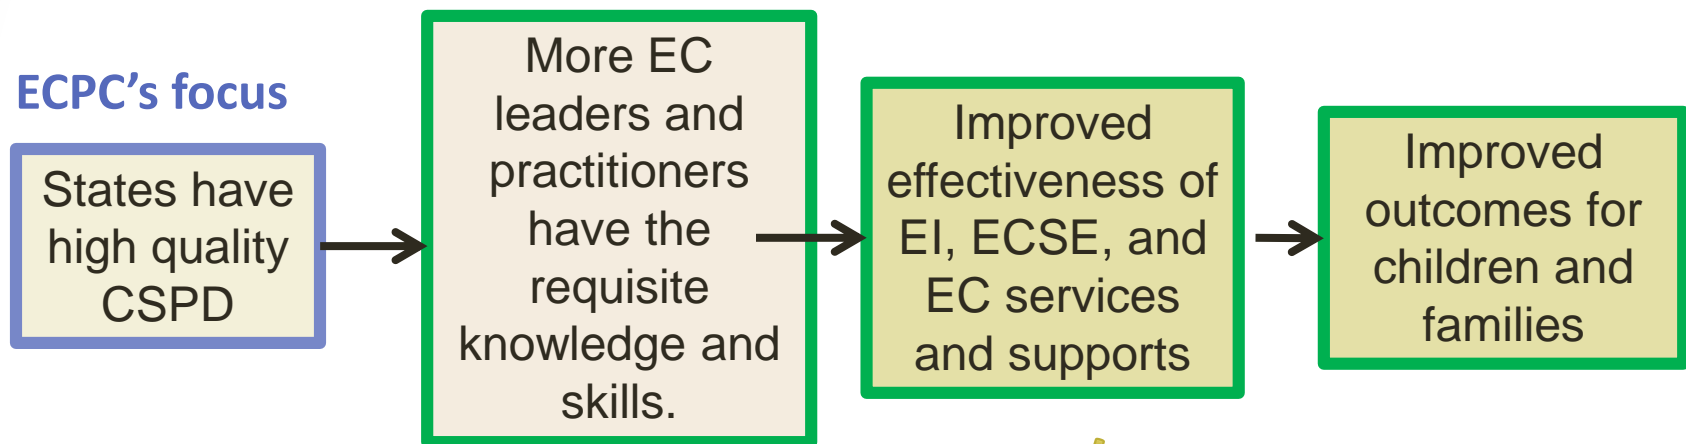 ECPC’s focus
States have
high quality
CSPD
More EC
leaders and
practitioners
have the
requisite
knowledge and
skills.
Improved
effectiveness of
EI, ECSE, and
EC services
and supports
Improved
outcomes for
children and
families